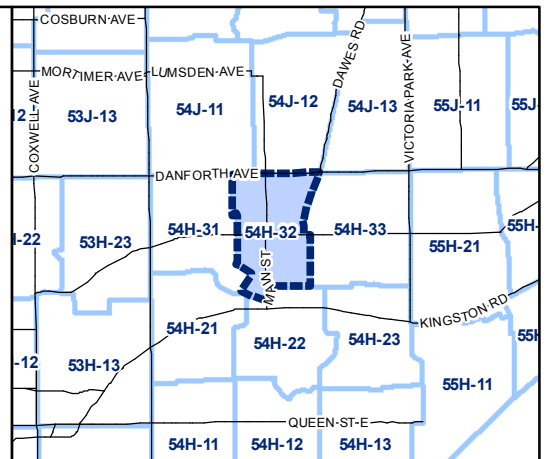 COSBURN AVE
MORTIMER AVE
LUMSDEN AVE
DAWES RD
VICTORIA PARK AVE
COXWELL AVE
12
53J-13
54J-11
54J-12
54J-13
55J-11
55J-
DANFORTH AVE
I-22
53H-23
54H-31
54H-32
54H-33
55H-21
55H-
MAIN ST
KINGSTON RD
-12
53H-13
54H-21
54H-22
54H-23
55H-11
55H
QUEEN ST E
54H-11
54H-12
54H-13